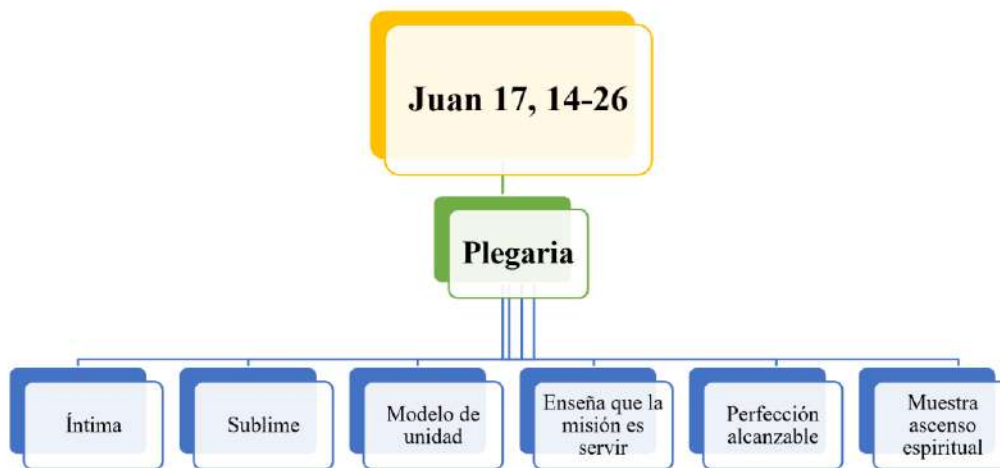 Juan 17, 14-26
Plegaria
Íntima
Sublime
Modelo de
unidad
Enseña que la
misión es
servir
Perfección
alcanzable
Muestra
ascenso
espiritual